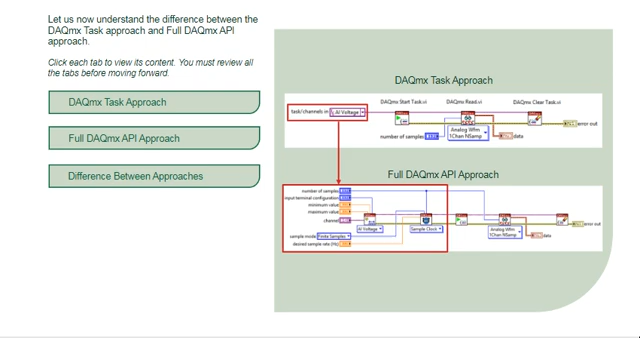 Let us now understand the difference between the
DAQmx Task approach and Full DAQmx API
approach.
Click each tab to view its content. You must review all
the tabs before moving forward.
DAQmx Task Approach
Full DAQmx API Approach
Difference Between Approaches
DAQmx Task Approach
DAQmx Start Task.vi
DAQmx Read.vi
DAQmx Clear Task.vi
task/channels in
AI Voltage
number of samples
Analog Wfm
1Chan NSamp
data
error out
Full DAQmx API Approach
number of samples
input terminal configuration
minimum value
maximum value
channel
AI Voltage
Sample Clock
Analog Wfm
1Chan NSamp
data
error out
sample mode
Finite Samples
desired sample rate (Hz)